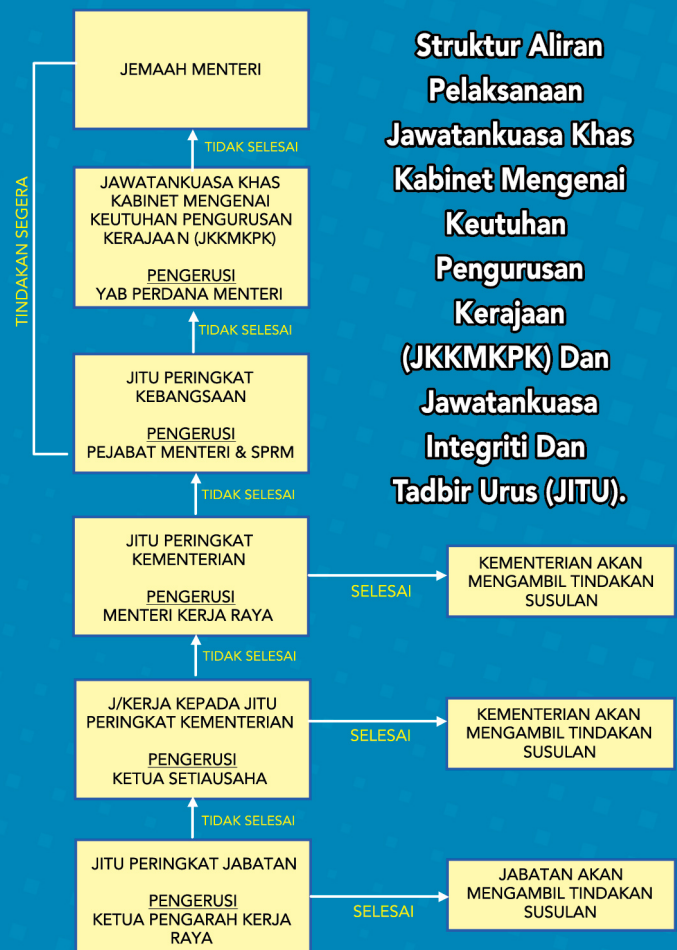 Struktur Aliran
Pelaksanaan
Jawatankuasa Khas
Kabinet Mengenai
Keutuhan
Pengurusan
Kerajaan
(JKKMKPK) Dan
Jawatankuasa
Integriti Dan
Tadbir Urus (JITU).
JEMAAH MENTERI
TIDAK SELESAI
TINDAKAN SEGERA
JAWATANKUASA KHAS
KABINET MENGENAI
KEUTUHAN PENGURUSAN
KERAJAAN (JKKMKPK)
PENGERUSI
YAB PERDANA MENTERI
TIDAK SELESAI
JITU PERINGKAT
KEBANGSAAN
PENGERUSI
PEJABAT MENTERI & SPRM
TIDAK SELESAI
JITU PERINGKAT
KEMENTERIAN
PENGERUSI
MENTERI KERJA RAYA
SELESAI
KEMENTERIAN AKAN
MENGAMBIL TINDAKAN
SUSULAN
TIDAK SELESAI
J/KERJA KEPADA JITU
PERINGKAT KEMENTERIAN
PENGERUSI
KETUA SETIAUSAHA
SELESAI
KEMENTERIAN AKAN
MENGAMBIL TINDAKAN
SUSULAN
TIDAK SELESAI
JITU PERINGKAT JABATAN
PENGERUSI
KETUA PENGARAH KERJA
RAYA
SELESAI
JABATAN AKAN
MENGAMBIL TINDAKAN
SUSULAN